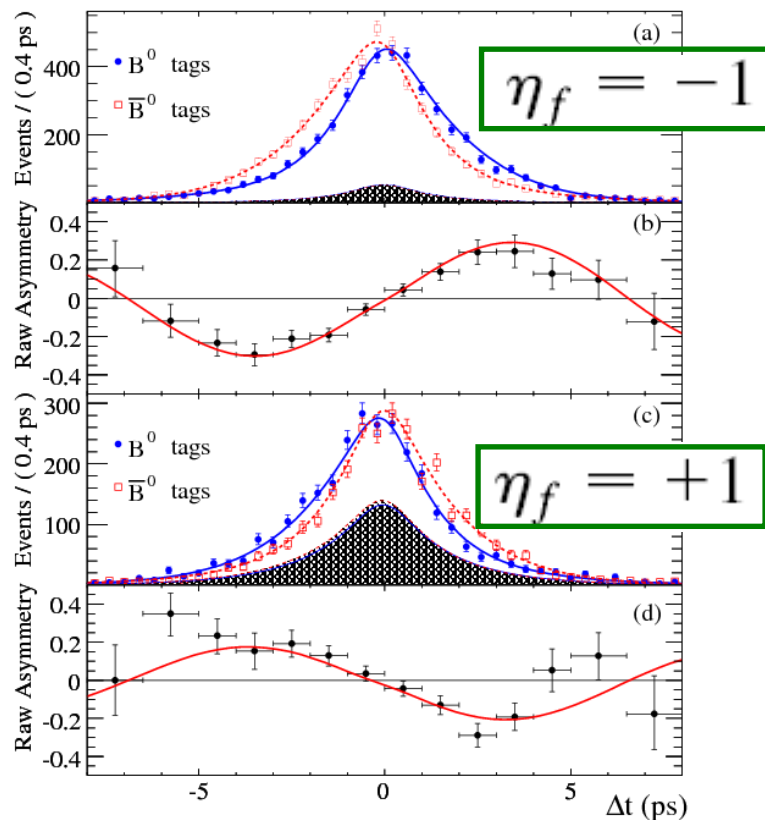 (a)
400
200
Events / ( 0.4 ps )
B⁰ tags
B̅⁰ tags
η_f = −1
(b)
0.4
0.2
0
-0.2
-0.4
Raw Asymmetry
(c)
300
200
100
Events / ( 0.4 ps )
B⁰ tags
B̅⁰ tags
η_f = +1
(d)
0.4
0.2
0
-0.2
-0.4
Raw Asymmetry
-5 0 5
Δt (ps)